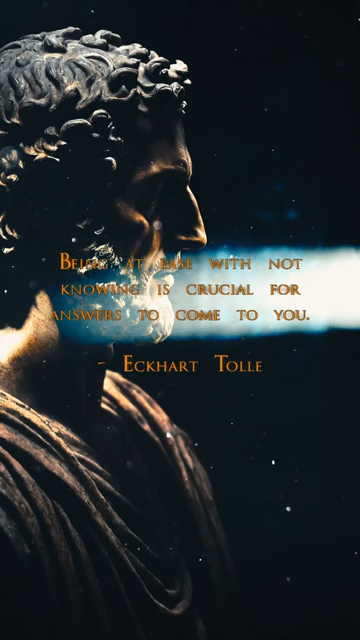 Being at ease with not
knowing is crucial for
answers to come to you.
- Eckhart Tolle